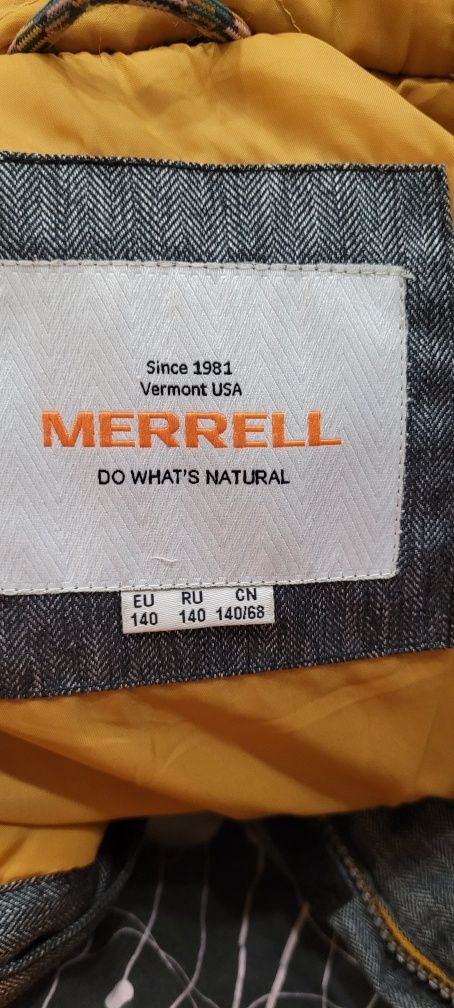 Since 1981
Vermont USA
MERRELL
DO WHAT'S NATURAL
EU RU CN
140 140 140/68